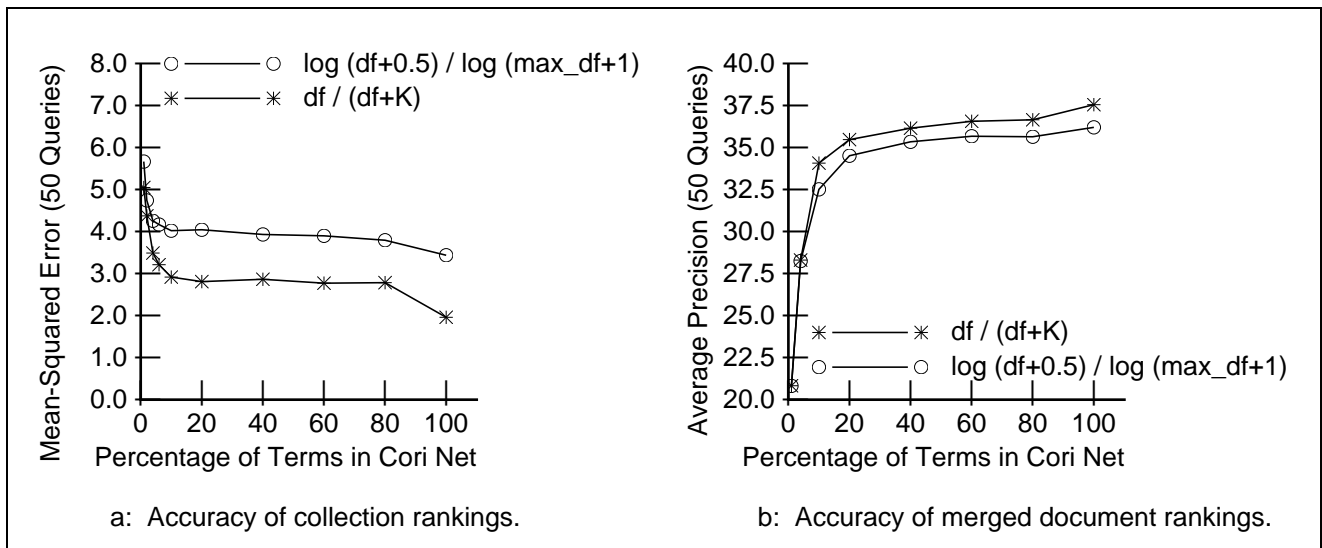 Mean-Squared Error (50 Queries)
8.0
7.0
6.0
5.0
4.0
3.0
2.0
1.0
0.0
log (df+0.5) / log (max_df+1)
df / (df+K)
0 20 40 60 80 100
Percentage of Terms in Cori Net
a: Accuracy of collection rankings.
Average Precision (50 Queries)
40.0
37.5
35.0
32.5
30.0
27.5
25.0
22.5
20.0
df / (df+K)
log (df+0.5) / log (max_df+1)
0 20 40 60 80 100
Percentage of Terms in Cori Net
b: Accuracy of merged document rankings.